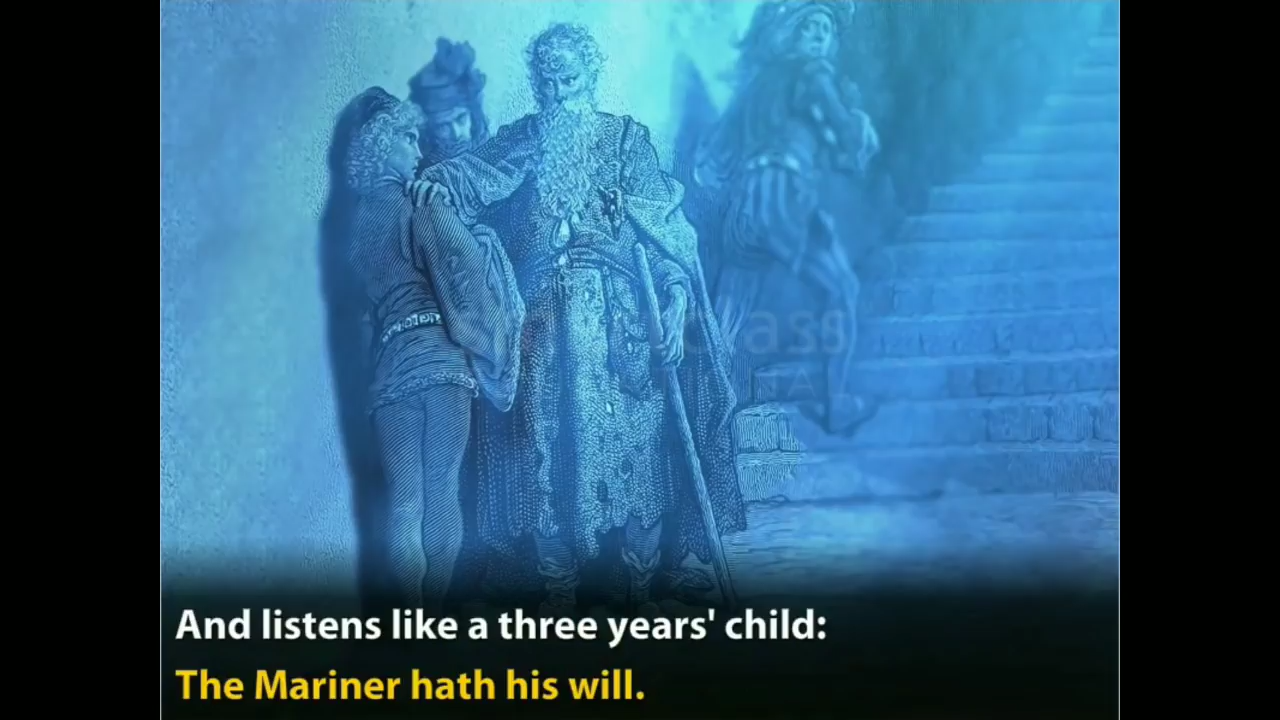 And listens like a three years' child:
The Mariner hath his will.